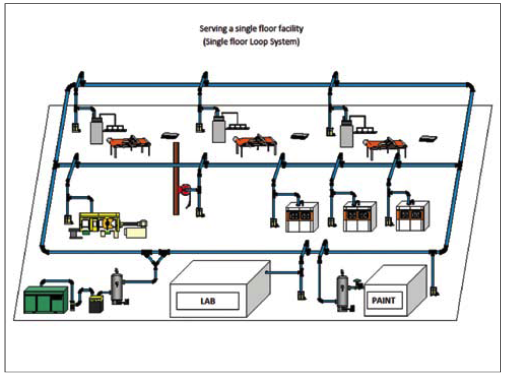 Serving a single floor facility
(Single floor Loop System)
LAB
PAINT